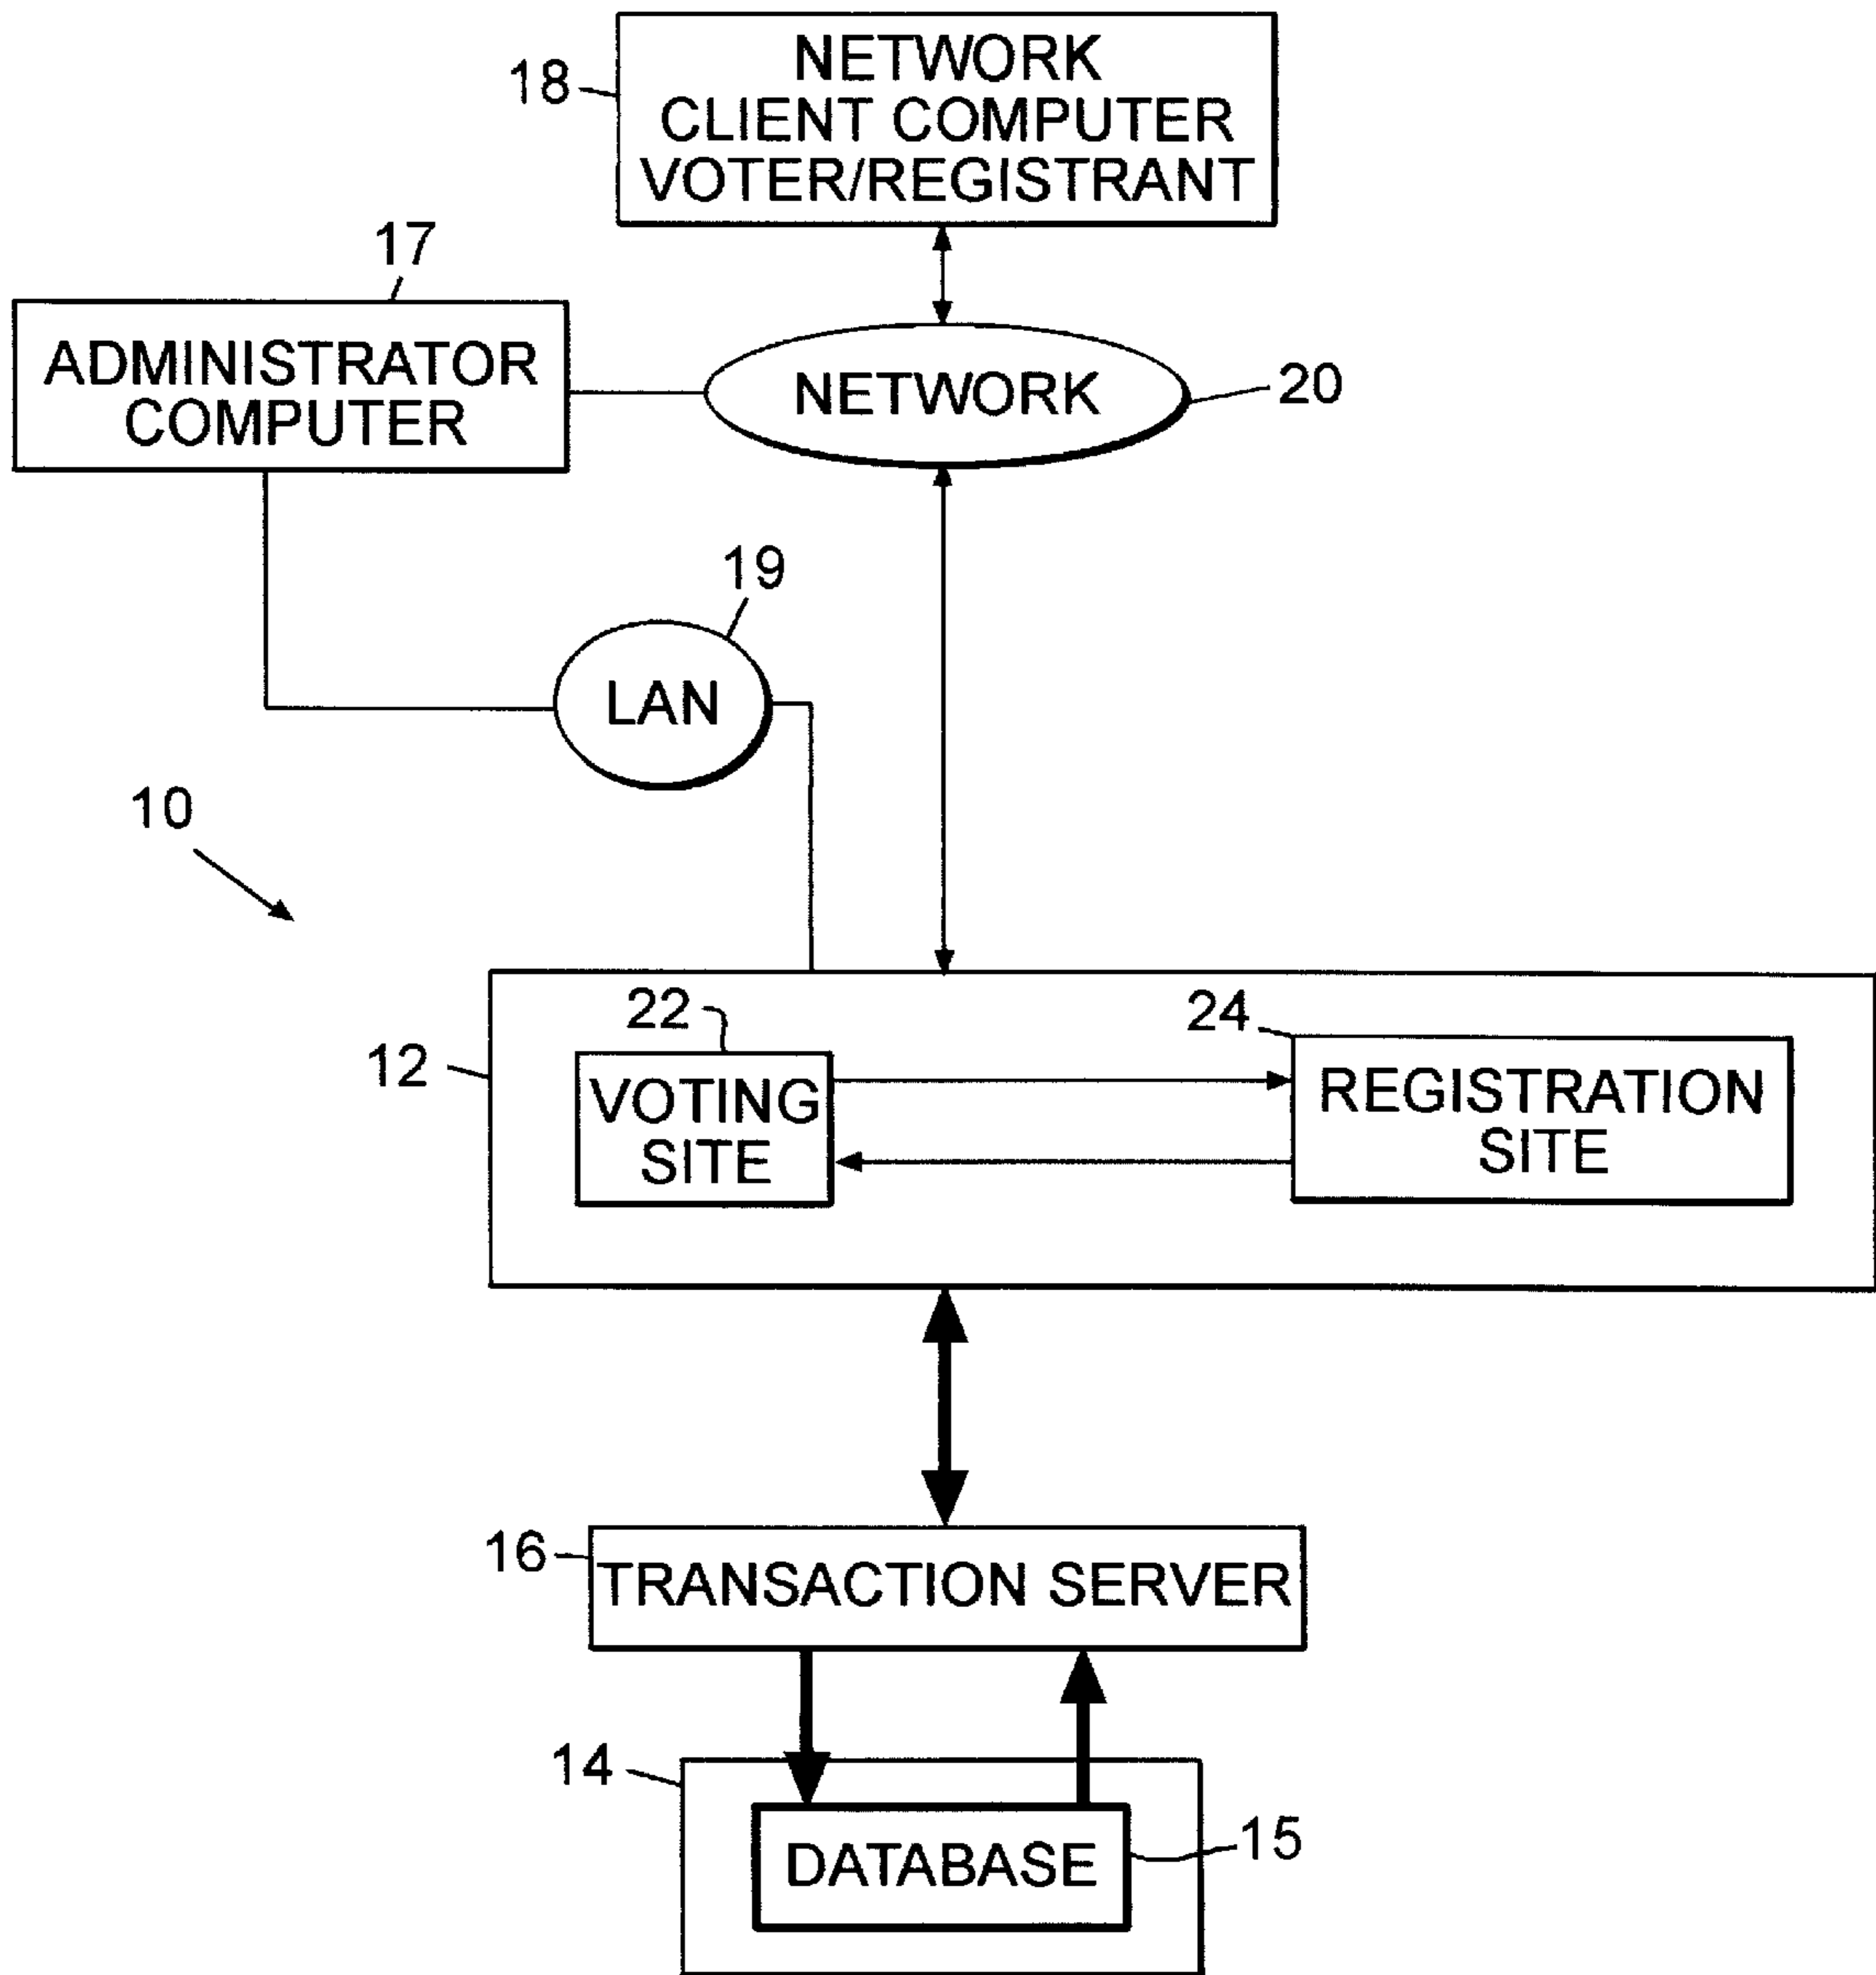 18
NETWORK
CLIENT COMPUTER
VOTER/REGISTRANT
17
ADMINISTRATOR
COMPUTER
NETWORK
20
19
LAN
10
12
22
VOTING
SITE
24
REGISTRATION
SITE
16
TRANSACTION SERVER
14
DATABASE
15